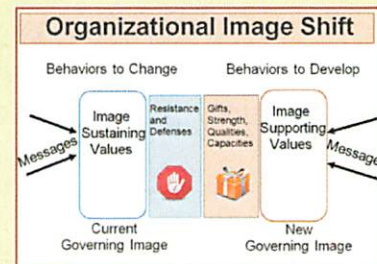 Organizational Image Shift
Behaviors to Change
Behaviors to Develop
Messages
Image
Sustaining
Values
Resistance
and
Defenses
Gifts,
Strength,
Qualities,
Capacities
Image
Supporting
Values
Message
Current
Governing Image
New
Governing Image